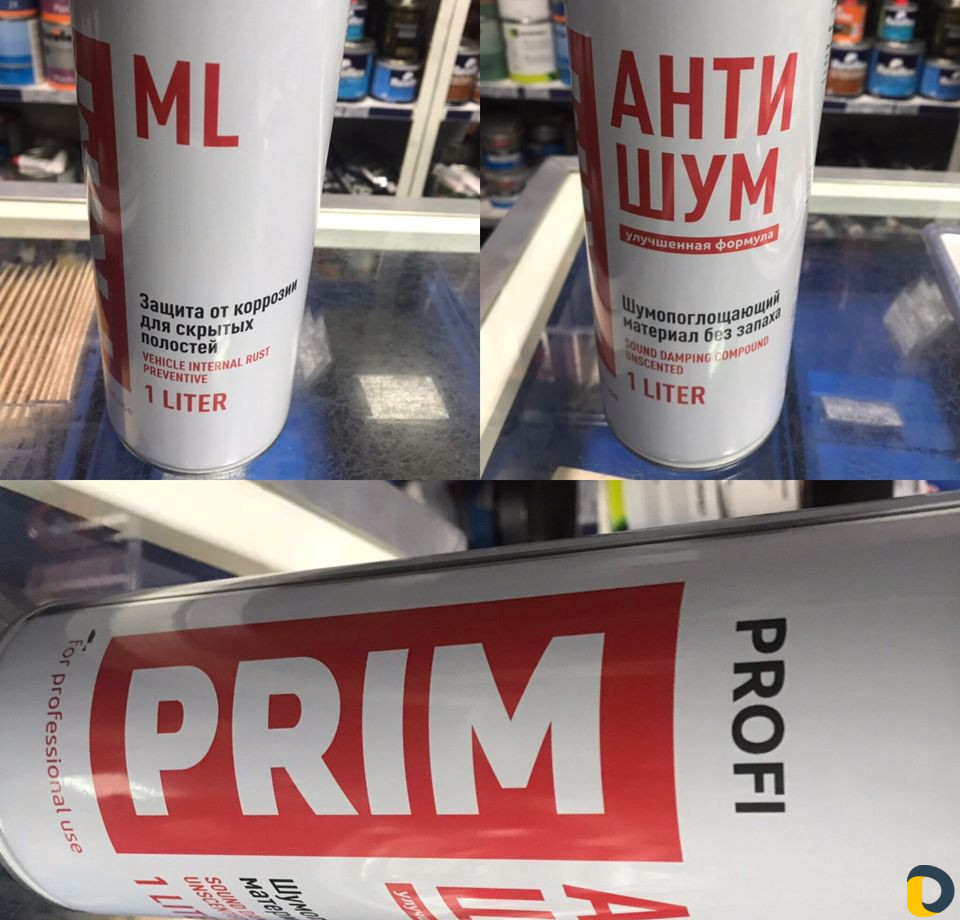 ML
Защита от коррозии
для скрытых
полостей
VEHICLE INTERNAL RUST
PREVENTIVE
1 LITER
АНТИ
ШУМ
улучшенная формула
Шумопоглощающий
материал без запаха
SOUND DAMPING COMPOUND
UNSCENTED
1 LITER
PRIM
PROFI
for professional use